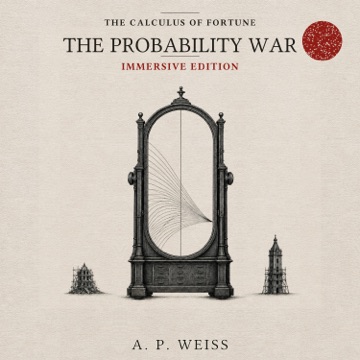 THE CALCULUS OF FORTUNE
THE PROBABILITY WAR
IMMERSIVE EDITION
A. P. WEISS